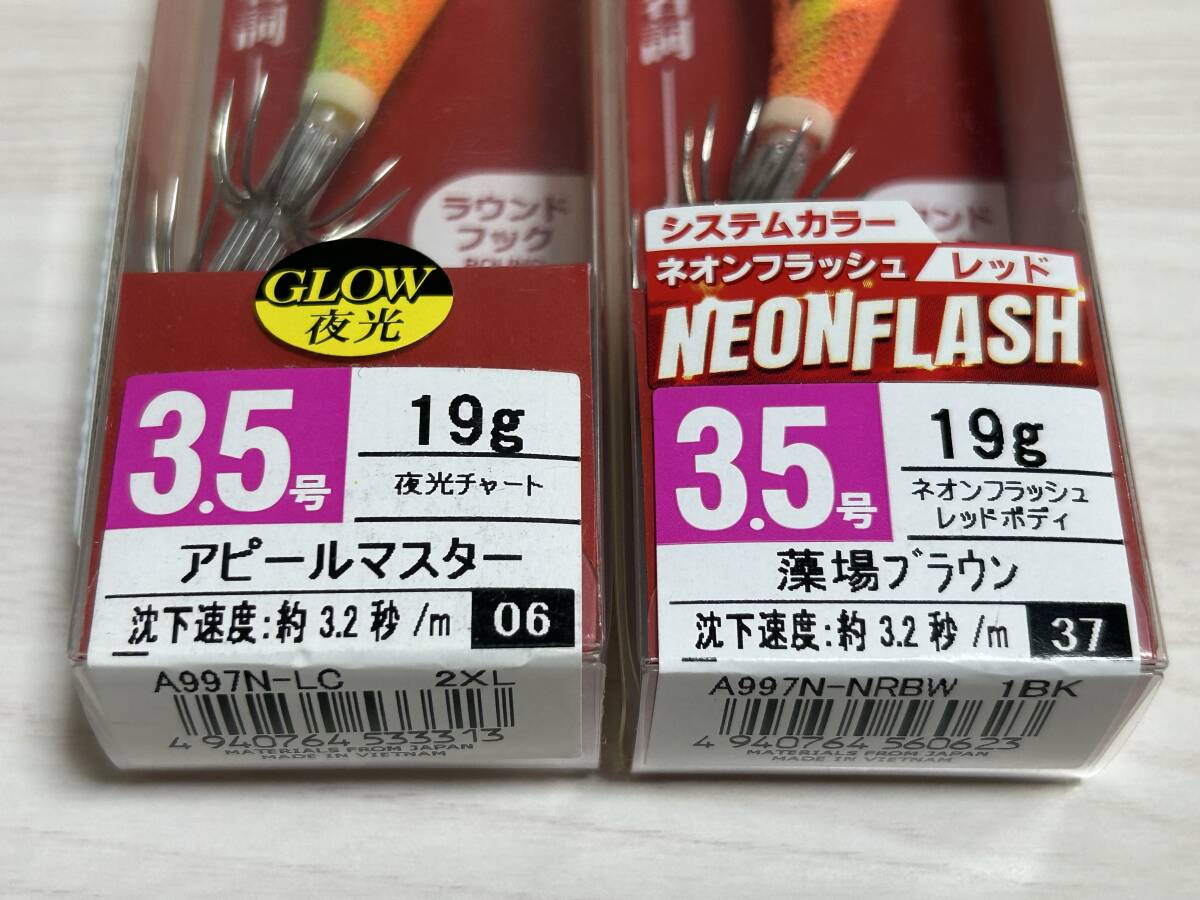 詞
ラウンド
フック
GLOW
夜光
3.5号
19g
夜光チャート
アピールマスター
沈下速度:約3.2秒/m
06
A997N-LC 2XL
4 940764 533313
MATERIALS FROM JAPAN
MADE IN VIETNAM
詞
システムカラー
ネオンフラッシュ レッド
NEONFLASH
3.5号
19g
ネオンフラッシュ
レッドボディ
藻場ブラウン
沈下速度:約3.2秒/m
37
A997N-NRBW 1BK
4 940764 560623
MATERIALS FROM JAPAN
MADE IN VIETNAM